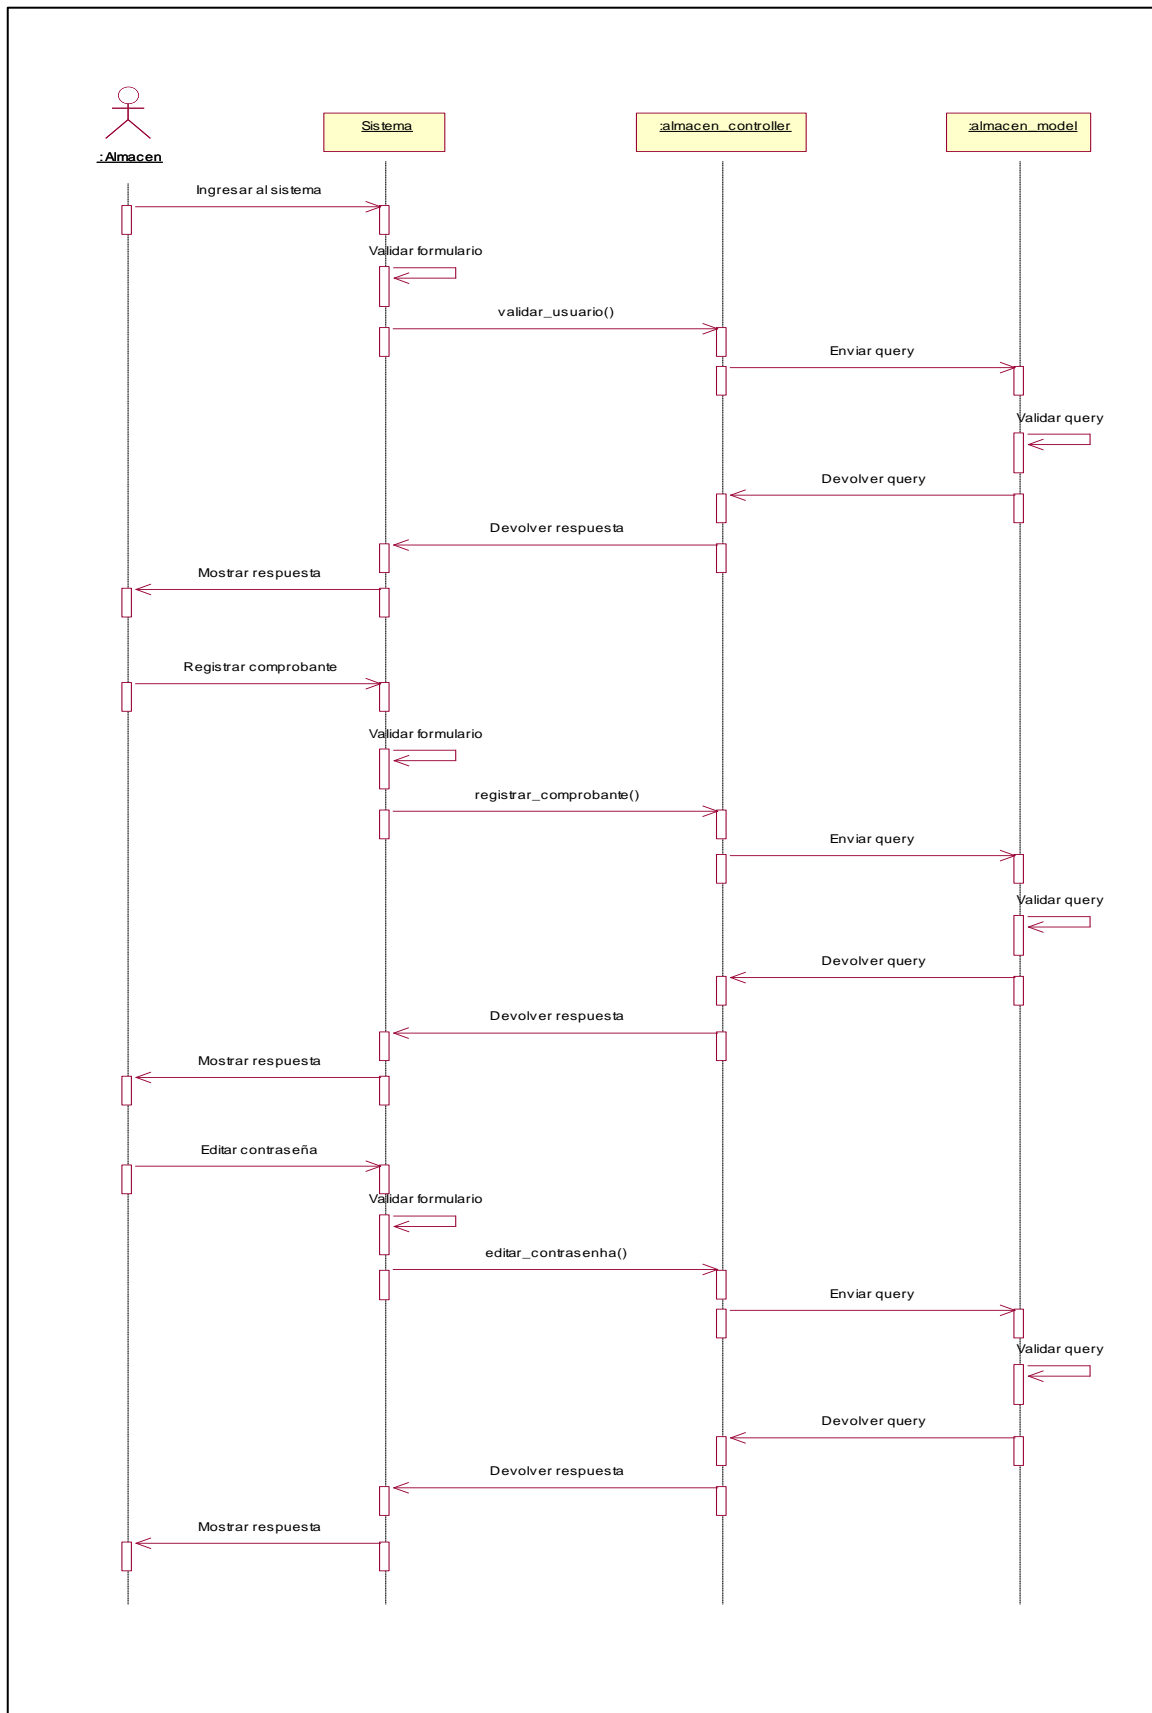 :Almacen
Sistema
:almacen_controller
:almacen_model
Ingresar al sistema
Validar formulario
validar_usuario()
Enviar query
Validar query
Devolver query
Devolver respuesta
Mostrar respuesta
Registrar comprobante
Validar formulario
registrar_comprobante()
Enviar query
Validar query
Devolver query
Devolver respuesta
Mostrar respuesta
Editar contraseña
Validar formulario
editar_contrasenha()
Enviar query
Validar query
Devolver query
Devolver respuesta
Mostrar respuesta